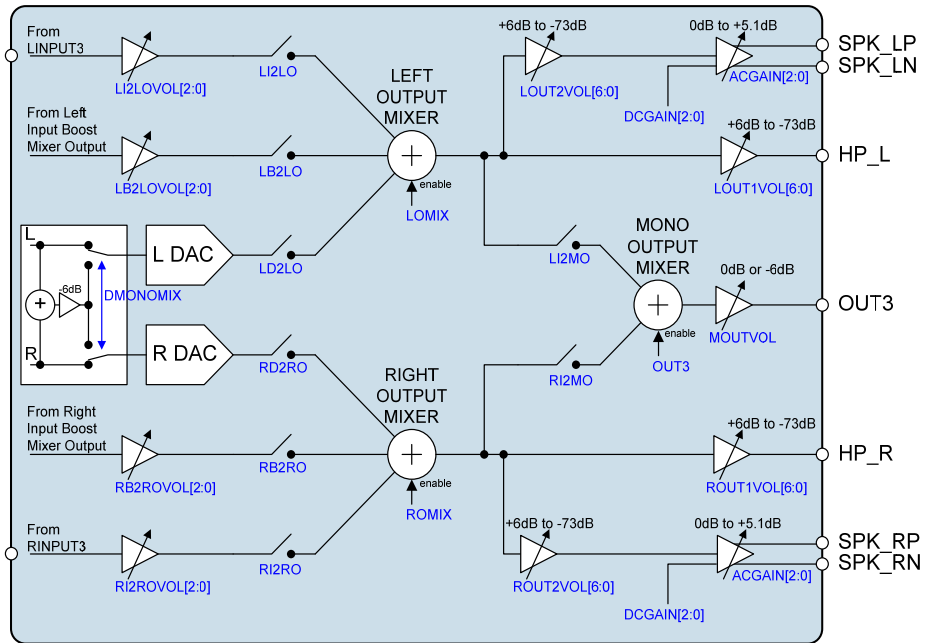 From
LINPUT3
LI2LOVOL[2:0]
LI2LO
LEFT
OUTPUT
MIXER
+6dB to -73dB
LOUT2VOL[6:0]
0dB to +5.1dB
ACGAIN[2:0]
DCGAIN[2:0]
SPK_LP
SPK_LN
From Left
Input Boost
Mixer Output
LB2LOVOL[2:0]
LB2LO
+
enable
LOMIX
+6dB to -73dB
LOUT1VOL[6:0]
HP_L
L
R
+
-6dB
DMONOMIX
L DAC
LD2LO
R DAC
RD2RO
LI2MO
RI2MO
MONO
OUTPUT
MIXER
+
enable
OUT3
0dB or -6dB
MOUTVOL
OUT3
From Right
Input Boost
Mixer Output
RB2ROVOL[2:0]
RB2RO
RIGHT
OUTPUT
MIXER
+
enable
ROMIX
+6dB to -73dB
ROUT1VOL[6:0]
HP_R
From
RINPUT3
RI2ROVOL[2:0]
RI2RO
+6dB to -73dB
ROUT2VOL[6:0]
0dB to +5.1dB
ACGAIN[2:0]
DCGAIN[2:0]
SPK_RP
SPK_RN